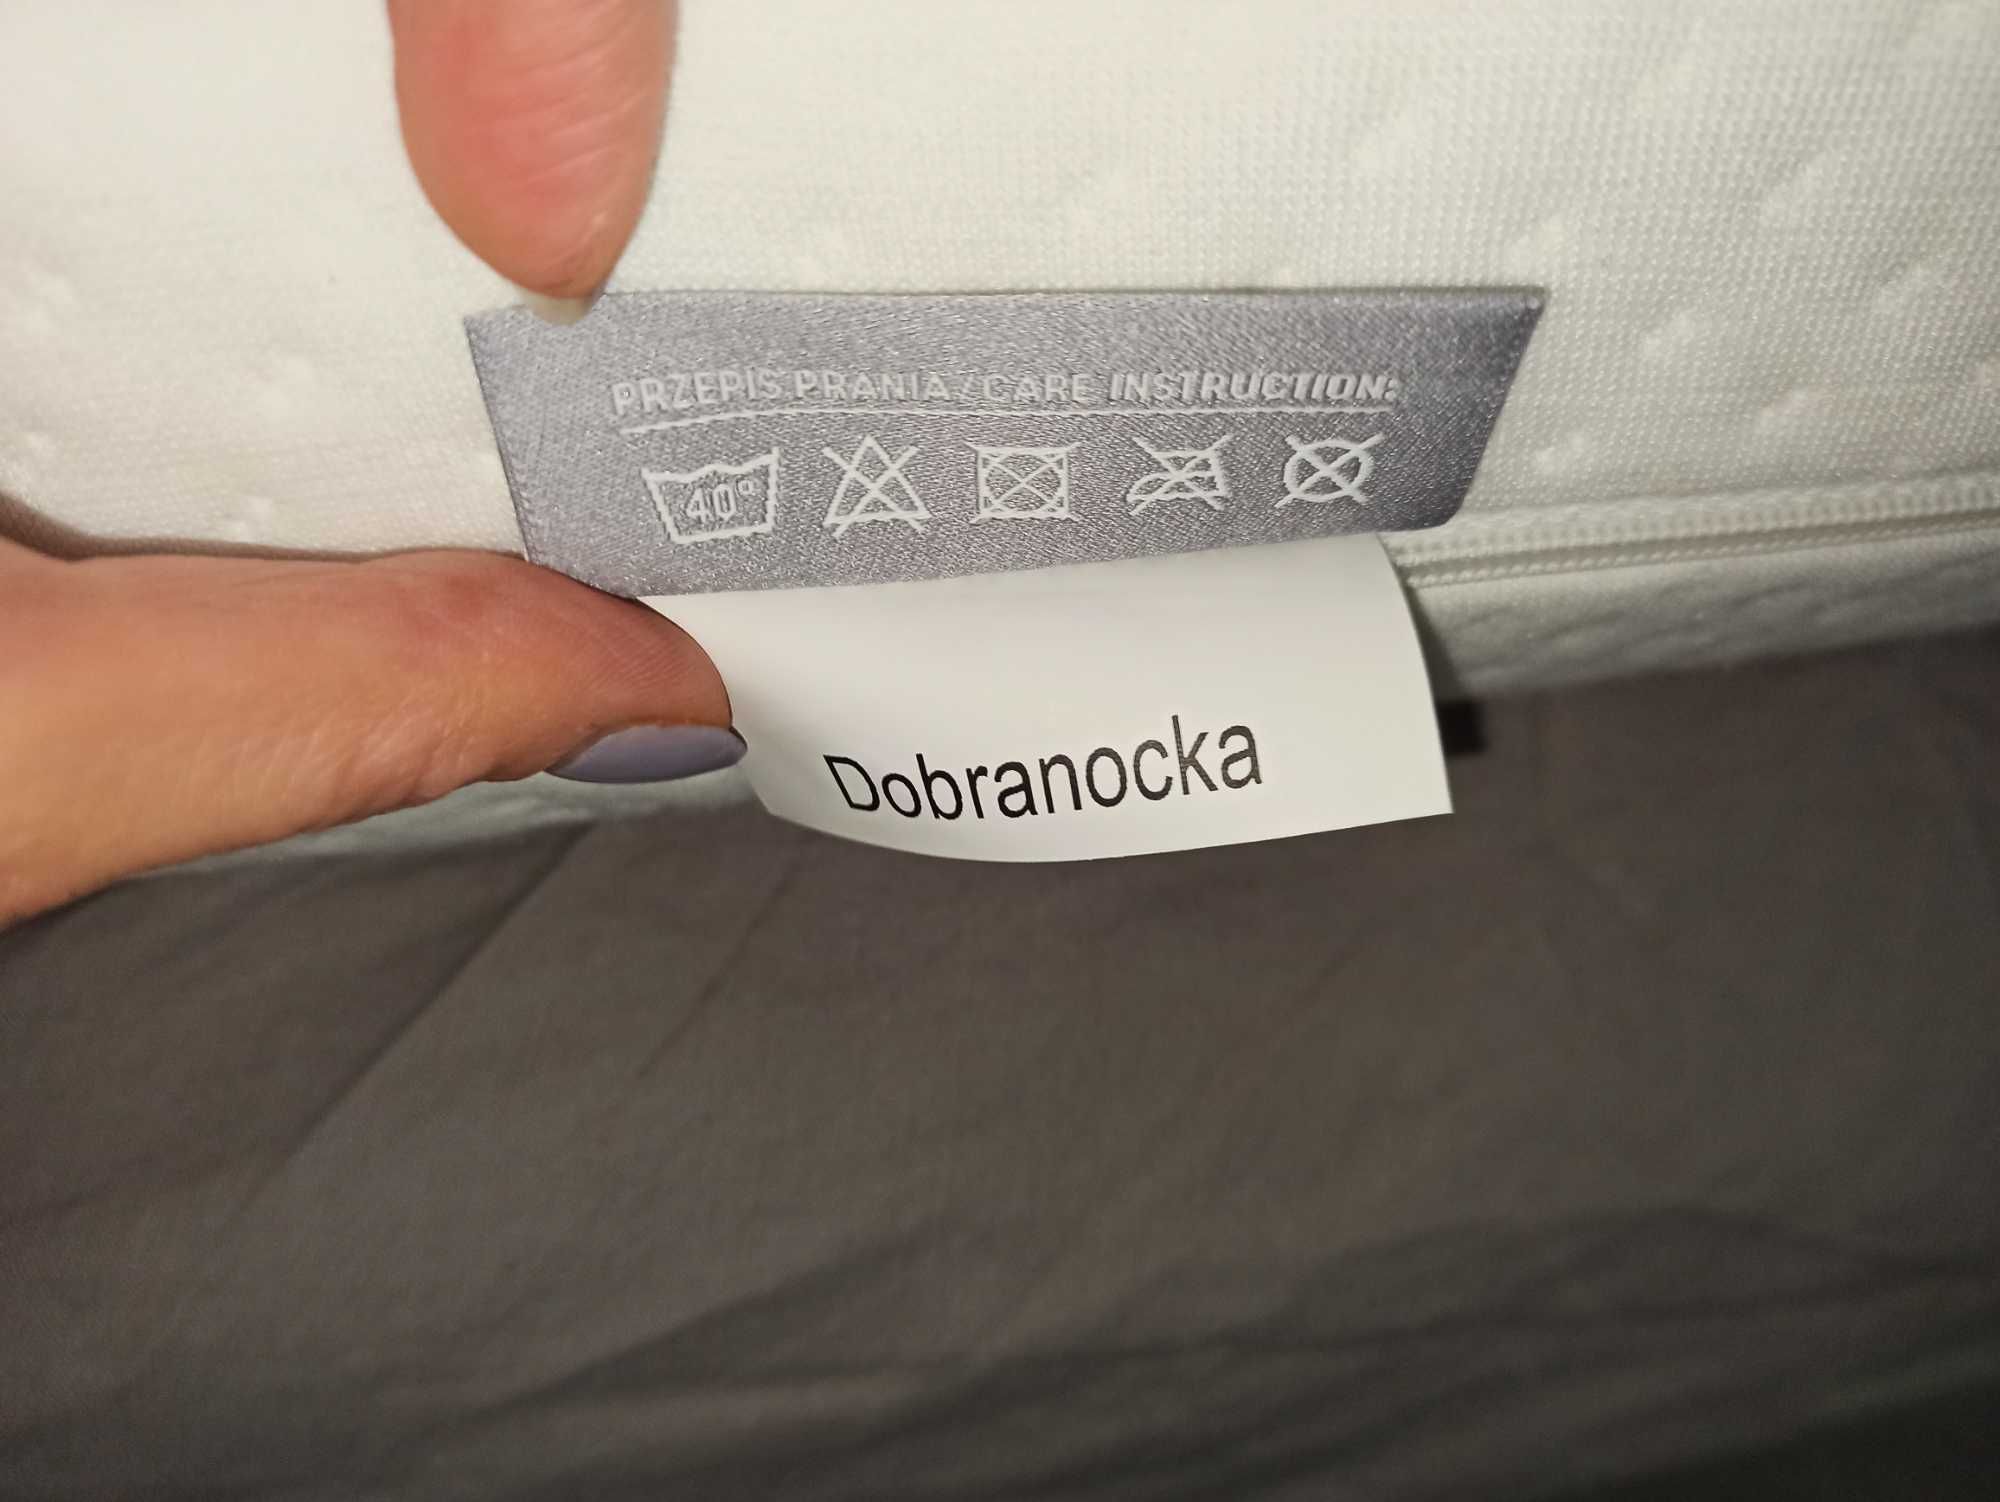 PRZEPIS PRANIA/CARE INSTRUCTION:
40°
Dobranocka